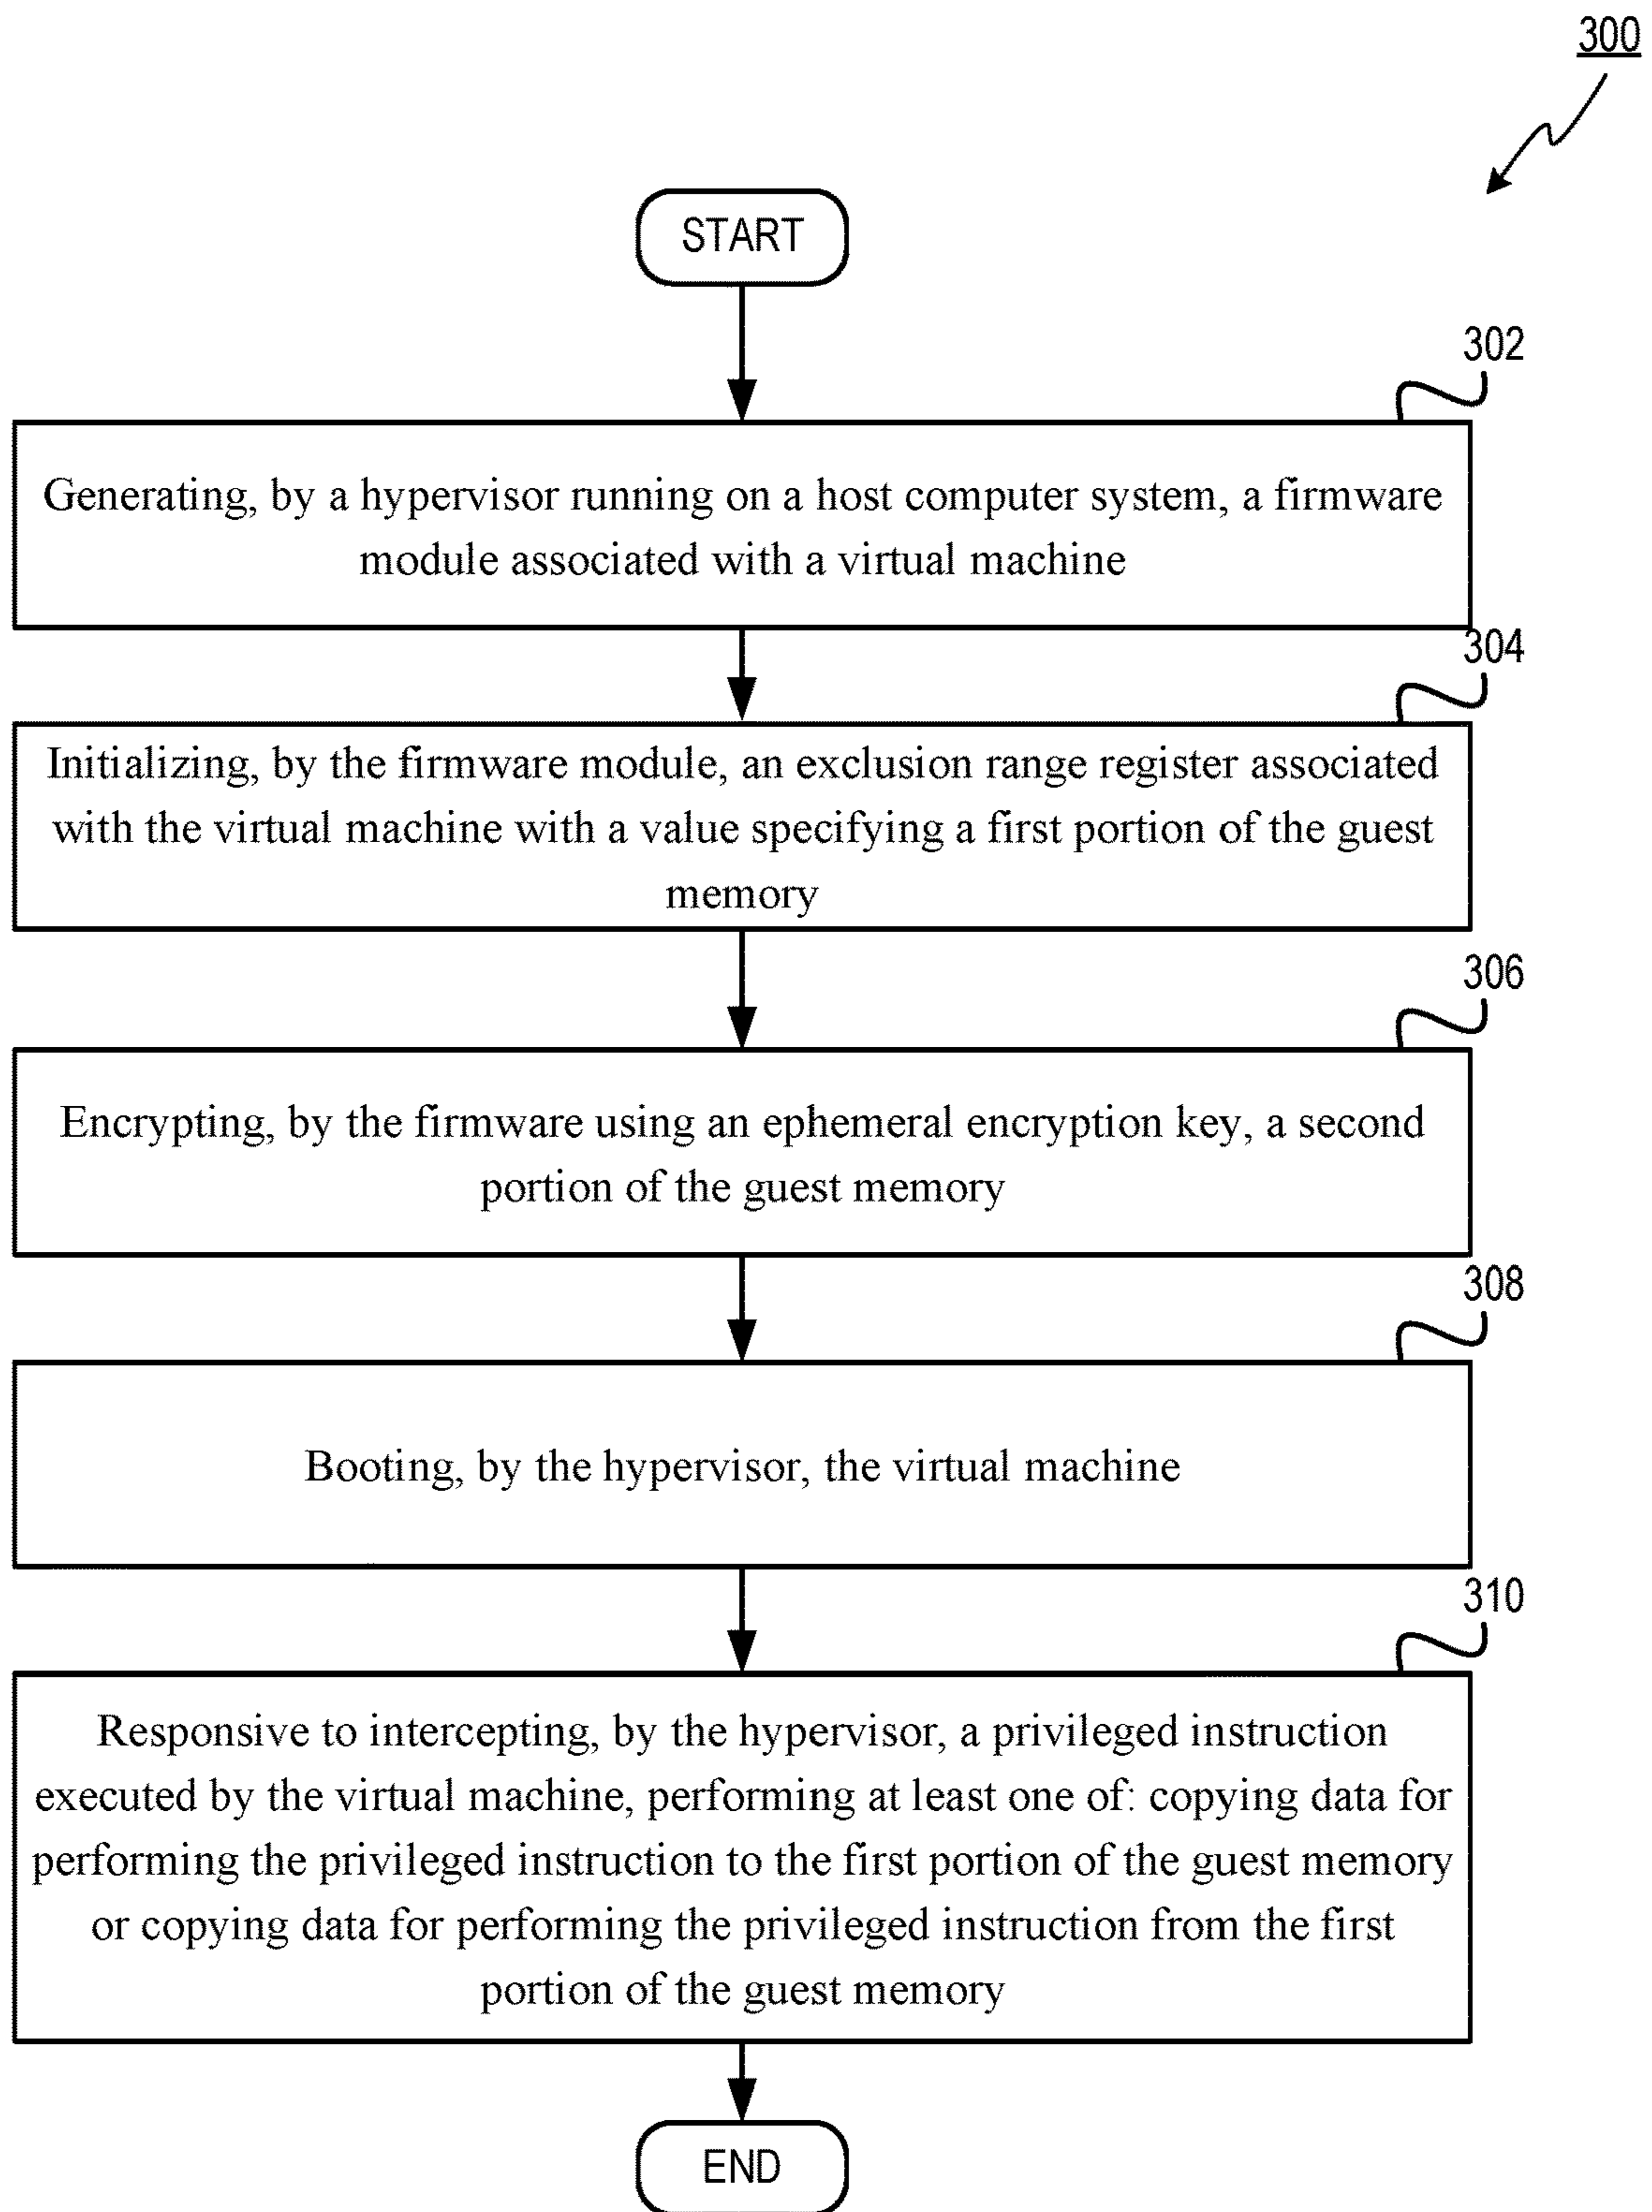 300
START
302
Generating, by a hypervisor running on a host computer system, a firmware
module associated with a virtual machine
304
Initializing, by the firmware module, an exclusion range register associated
with the virtual machine with a value specifying a first portion of the guest
memory
306
Encrypting, by the firmware using an ephemeral encryption key, a second
portion of the guest memory
308
Booting, by the hypervisor, the virtual machine
310
Responsive to intercepting, by the hypervisor, a privileged instruction
executed by the virtual machine, performing at least one of: copying data for
performing the privileged instruction to the first portion of the guest memory
or copying data for performing the privileged instruction from the first
portion of the guest memory
END